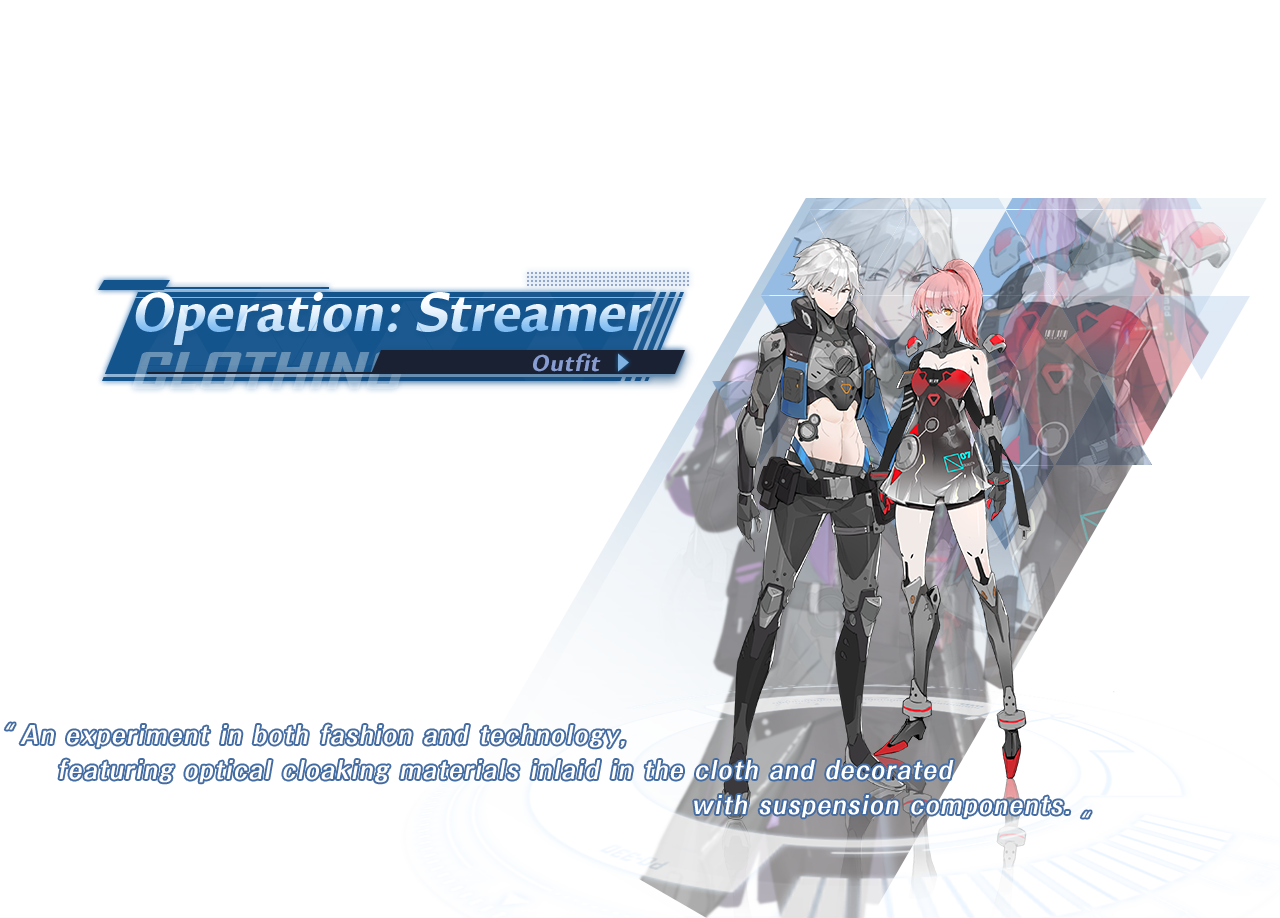 Operation: Streamer
CLOTHING
Outfit
“ An experiment in both fashion and technology,
featuring optical cloaking materials inlaid in the cloth and decorated
with suspension components. „
07